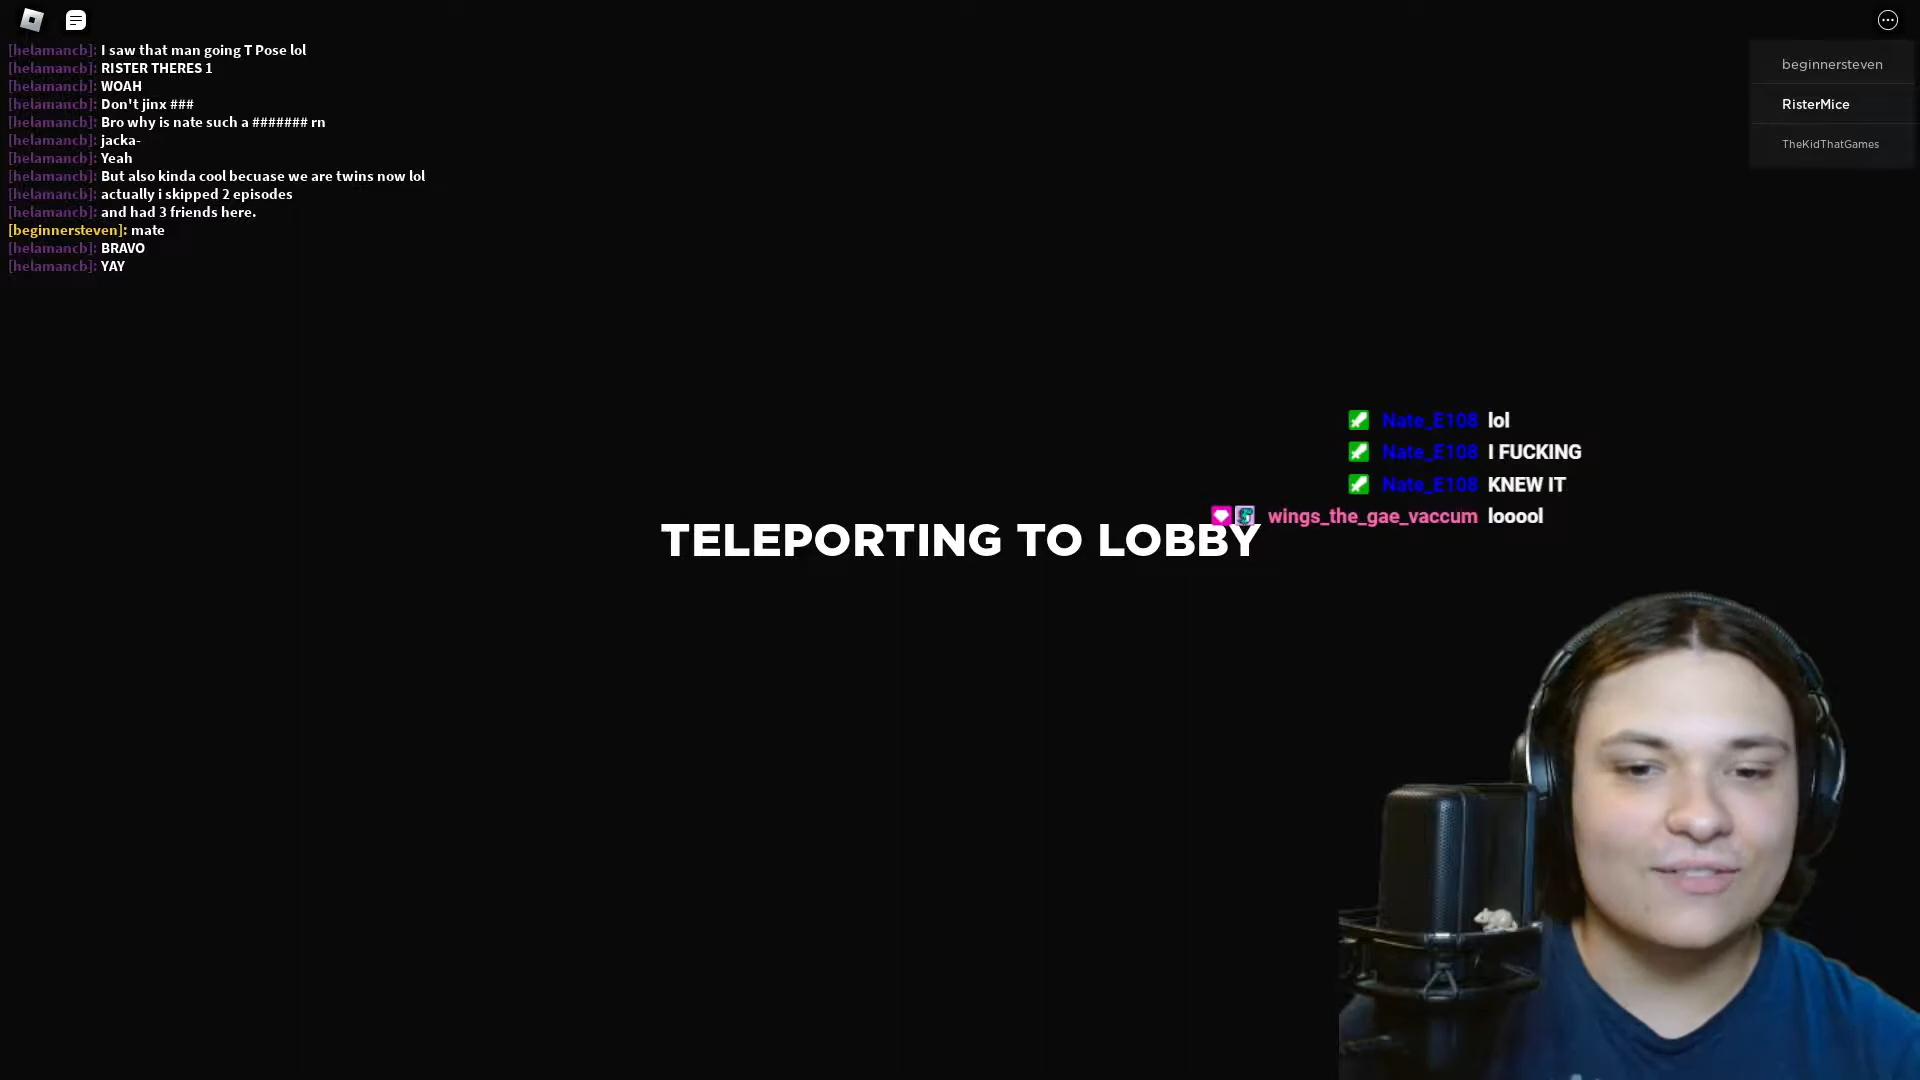 [helamancb]: I saw that man going T Pose lol
[helamancb]: RISTER THERES 1
[helamancb]: WOAH
[helamancb]: Don't jinx ###
[helamancb]: Bro why is nate such a ####### rn
[helamancb]: jacka-
[helamancb]: Yeah
[helamancb]: But also kinda cool becuase we are twins now lol
[helamancb]: actually i skipped 2 episodes
[helamancb]: and had 3 friends here.
[beginnersteven]: mate
[helamancb]: BRAVO
[helamancb]: YAY
beginnersteven
RisterMice
TheKidThatGames
Nate_E108 lol
Nate_E108 I FUCKING
Nate_E108 KNEW IT
wings_the_gae_vaccum looool
TELEPORTING TO LOBBY